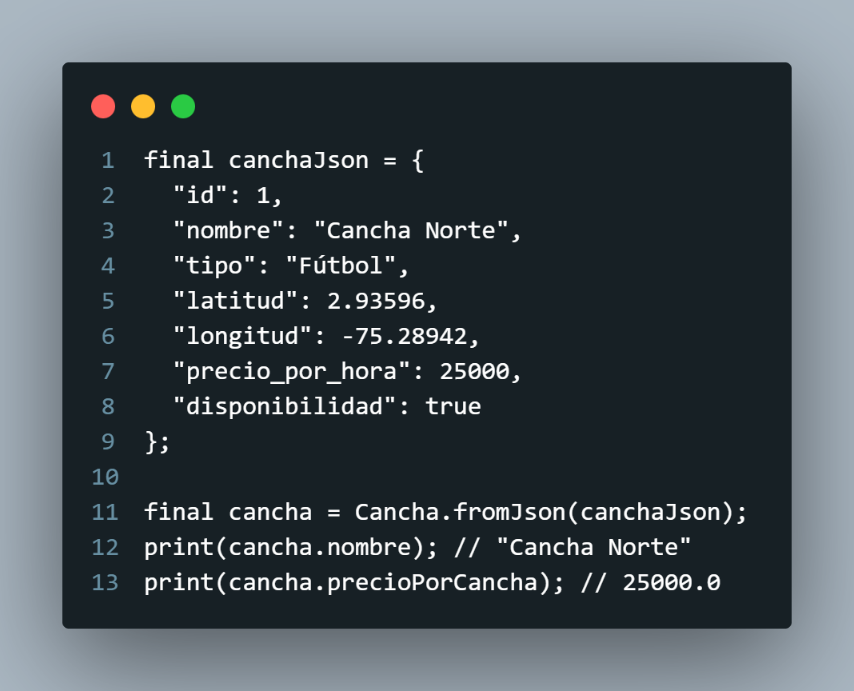 1 final canchaJson = {
2   "id": 1,
3   "nombre": "Cancha Norte",
4   "tipo": "Fútbol",
5   "latitud": 2.93596,
6   "longitud": -75.28942,
7   "precio_por_hora": 25000,
8   "disponibilidad": true
9 };
10
11 final cancha = Cancha.fromJson(canchaJson);
12 print(cancha.nombre); // "Cancha Norte"
13 print(cancha.precioPorCancha); // 25000.0